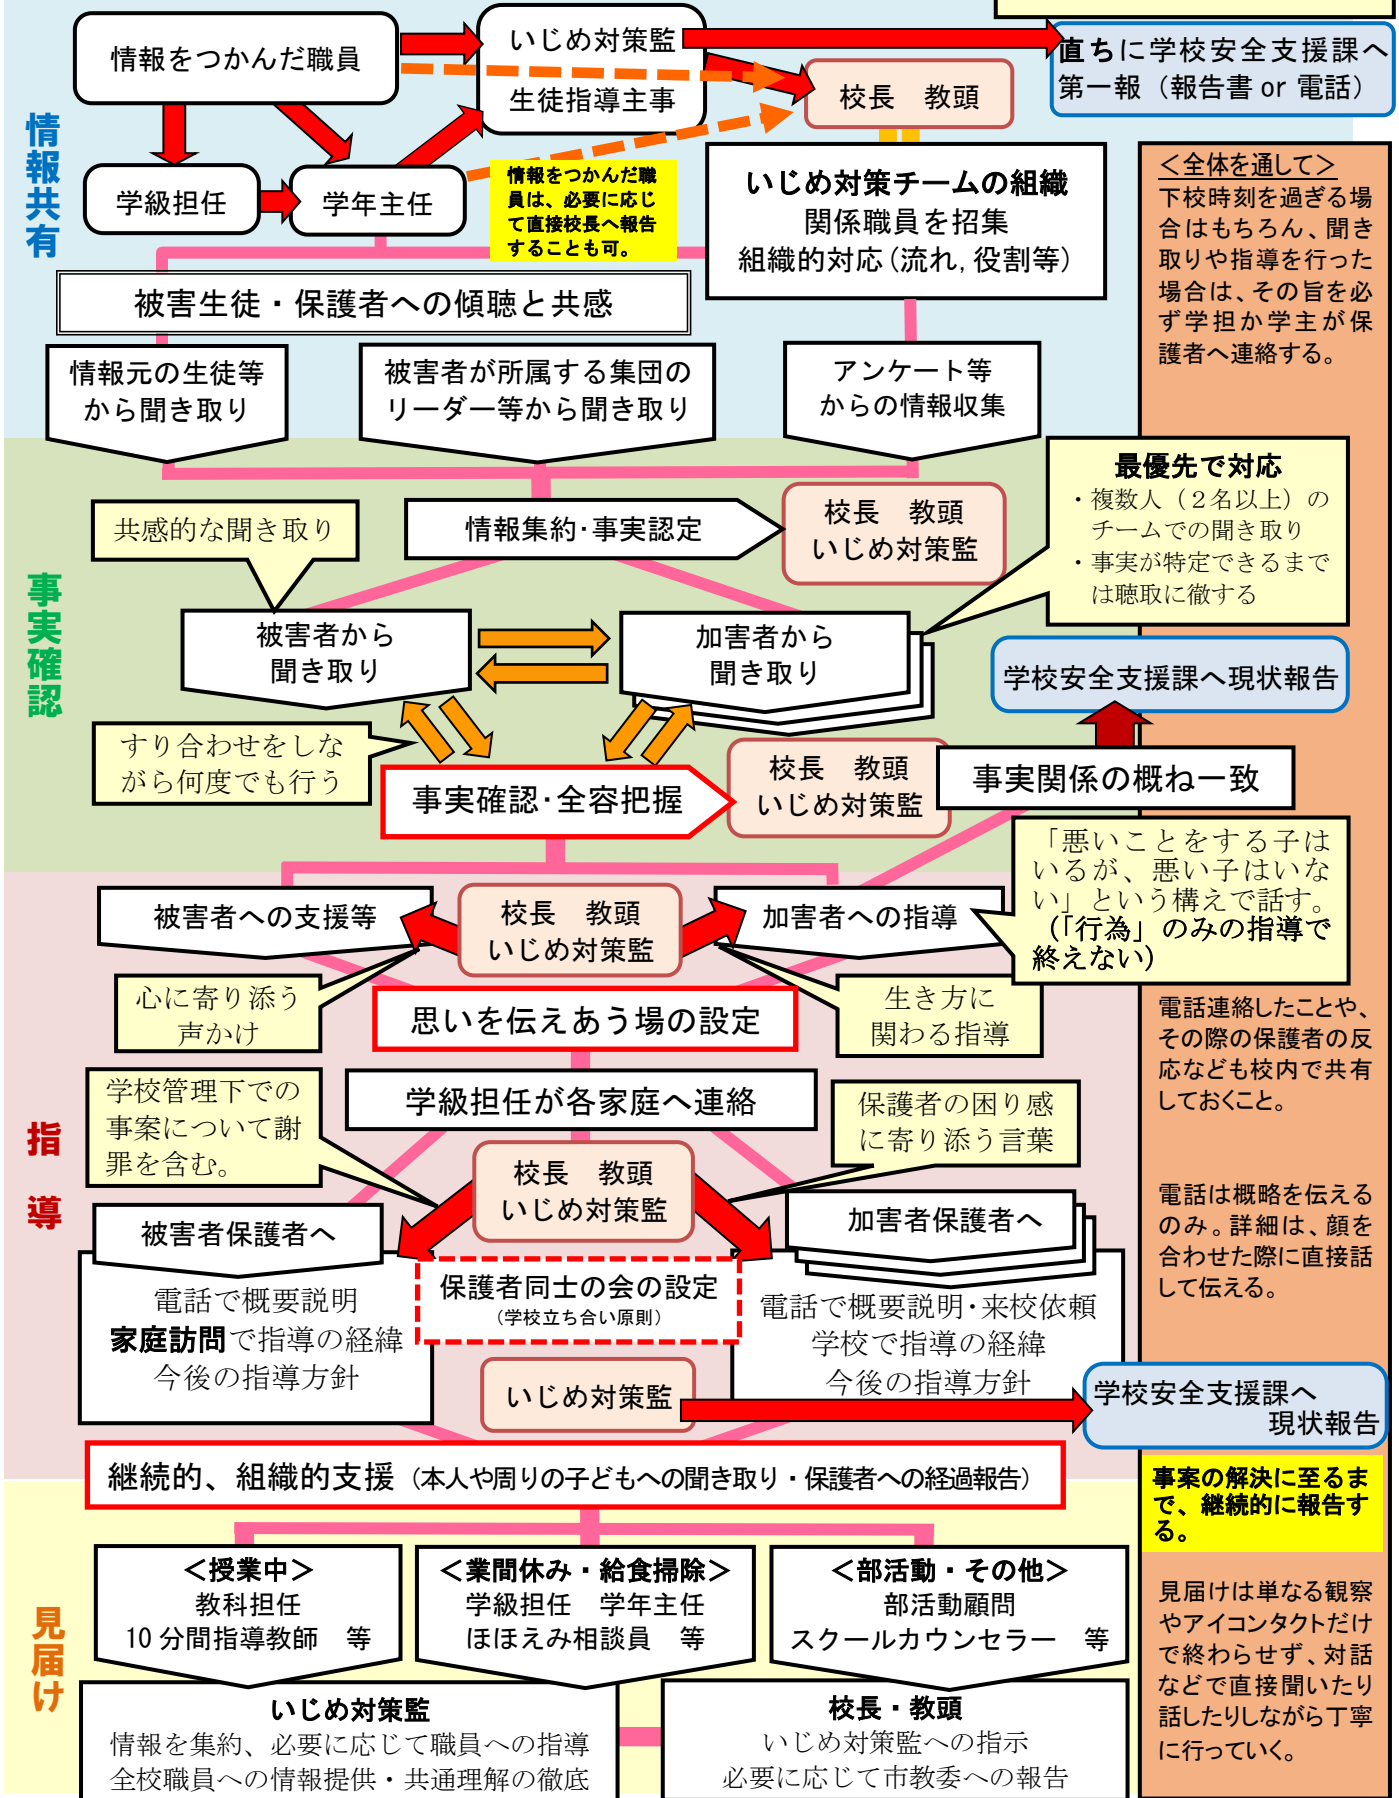 情報共有
情報をつかんだ職員
いじめ対策監
生徒指導主事
校長　教頭
直ちに学校安全支援課へ
第一報（報告書 or 電話）
学級担任
学年主任
情報をつかんだ職
員は、必要に応じ
て直接校長へ報告
することも可。
いじめ対策チームの組織
関係職員を招集
組織的対応（流れ,役割等）
被害生徒・保護者への傾聴と共感
情報元の生徒等
から聞き取り
被害者が所属する集団の
リーダー等から聞き取り
アンケート等
からの情報収集
＜全体を通して＞
下校時刻を過ぎる場
合はもちろん、聞き
取りや指導を行った
場合は、その旨を必
ず学担か学主が保
護者へ連絡する。
事実確認
共感的な聞き取り
情報集約・事実認定
校長　教頭
いじめ対策監
最優先で対応
・複数人（２名以上）の
チームでの聞き取り
・事実が特定できるまで
は聴取に徹する
被害者から
聞き取り
加害者から
聞き取り
学校安全支援課へ現状報告
すり合わせをしな
がら何度でも行う
事実確認・全容把握
校長　教頭
いじめ対策監
事実関係の概ね一致
指導
被害者への支援等
校長　教頭
いじめ対策監
加害者への指導
「悪いことをする子は
いるが、悪い子はいな
い」という構えで話す。
（「行為」のみの指導で
終えない）
心に寄り添う
声かけ
思いを伝えあう場の設定
生き方に
関わる指導
電話連絡したことや、
その際の保護者の反
応なども校内で共有
しておくこと。
学校管理下での
事案について謝
罪を含む。
学級担任が各家庭へ連絡
保護者の困り感
に寄り添う言葉
校長　教頭
いじめ対策監
被害者保護者へ
電話で概要説明
家庭訪問で指導の経緯
今後の指導方針
保護者同士の会の設定
（学校立ち合い原則）
加害者保護者へ
電話で概要説明・来校依頼
学校で指導の経緯
今後の指導方針
電話は概略を伝える
のみ。詳細は、顔を
合わせた際に直接話
して伝える。
いじめ対策監
学校安全支援課へ
現状報告
継続的、組織的支援（本人や周りの子どもへの聞き取り・保護者への経過報告）
事案の解決に至るま
で、継続的に報告す
る。
見届け
＜授業中＞
教科担任
10 分間指導教師　等
＜業間休み・給食掃除＞
学級担任　学年主任
ほほえみ相談員　等
＜部活動・その他＞
部活動顧問
スクールカウンセラー　等
見届けは単なる観察
やアイコンタクトだけ
で終わらせず、対話
などで直接聞いたり
話したりしながら丁寧
に行っていく。
いじめ対策監
情報を集約、必要に応じて職員への指導
全校職員への情報提供・共通理解の徹底
校長・教頭
いじめ対策監への指示
必要に応じて市教委への報告